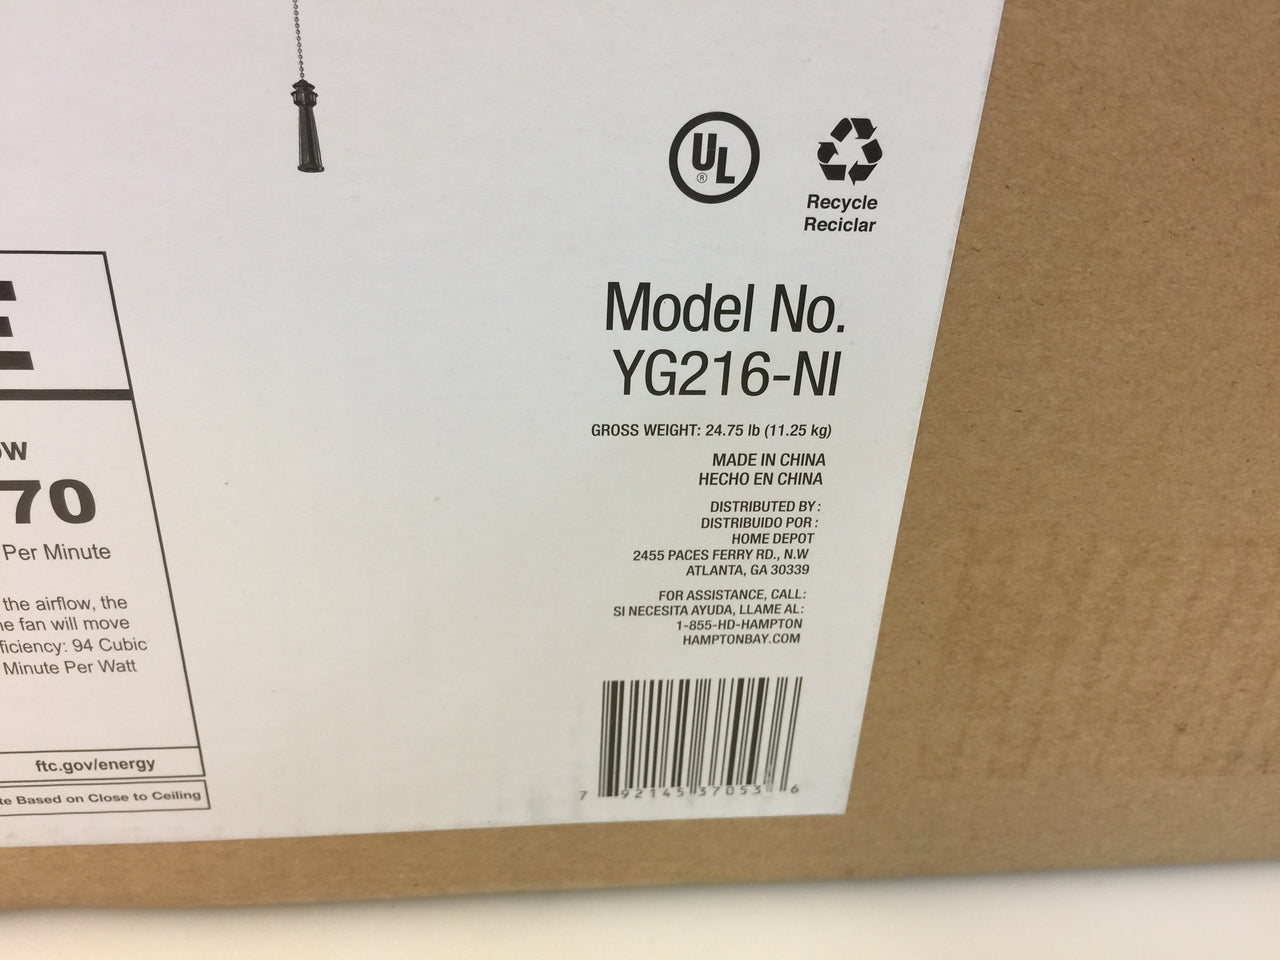 UL
®
Recycle
Reciclar
Model No.
YG216-NI
GROSS WEIGHT: 24.75 lb (11.25 kg)
MADE IN CHINA
HECHO EN CHINA
DISTRIBUTED BY:
DISTRIBUIDO POR:
HOME DEPOT
2455 PACES FERRY RD., N.W
ATLANTA, GA 30339
FOR ASSISTANCE, CALL:
SI NECESITA AYUDA, LLAME AL:
1-855-HD-HAMPTON
HAMPTONBAY.COM
7 92145 37053 6
E
70
Per Minute
the airflow, the
fan will move
94 Cubic
Minute Per Watt
ftc.gov/energy
Based on Close to Ceiling